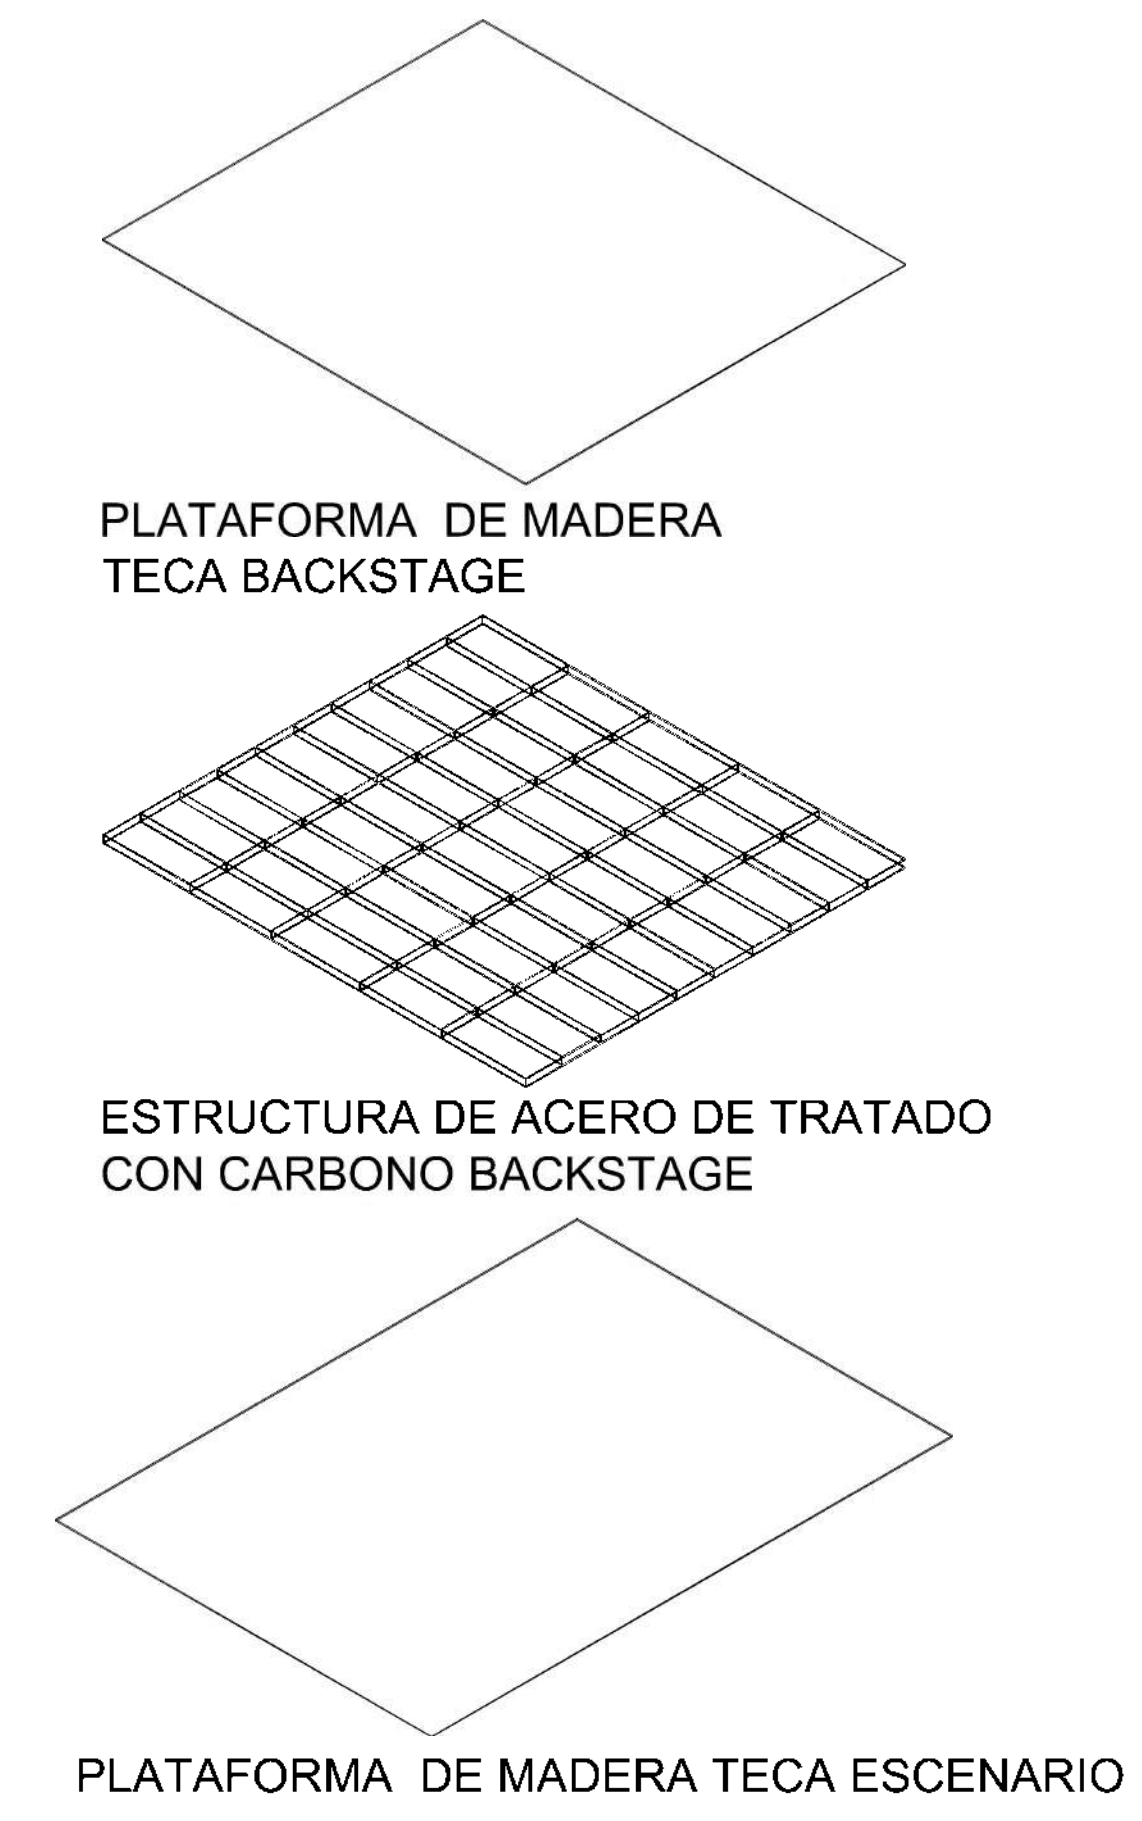 PLATAFORMA  DE MADERA
TECA BACKSTAGE
ESTRUCTURA DE ACERO DE TRATADO
CON CARBONO BACKSTAGE
PLATAFORMA  DE MADERA TECA ESCENARIO